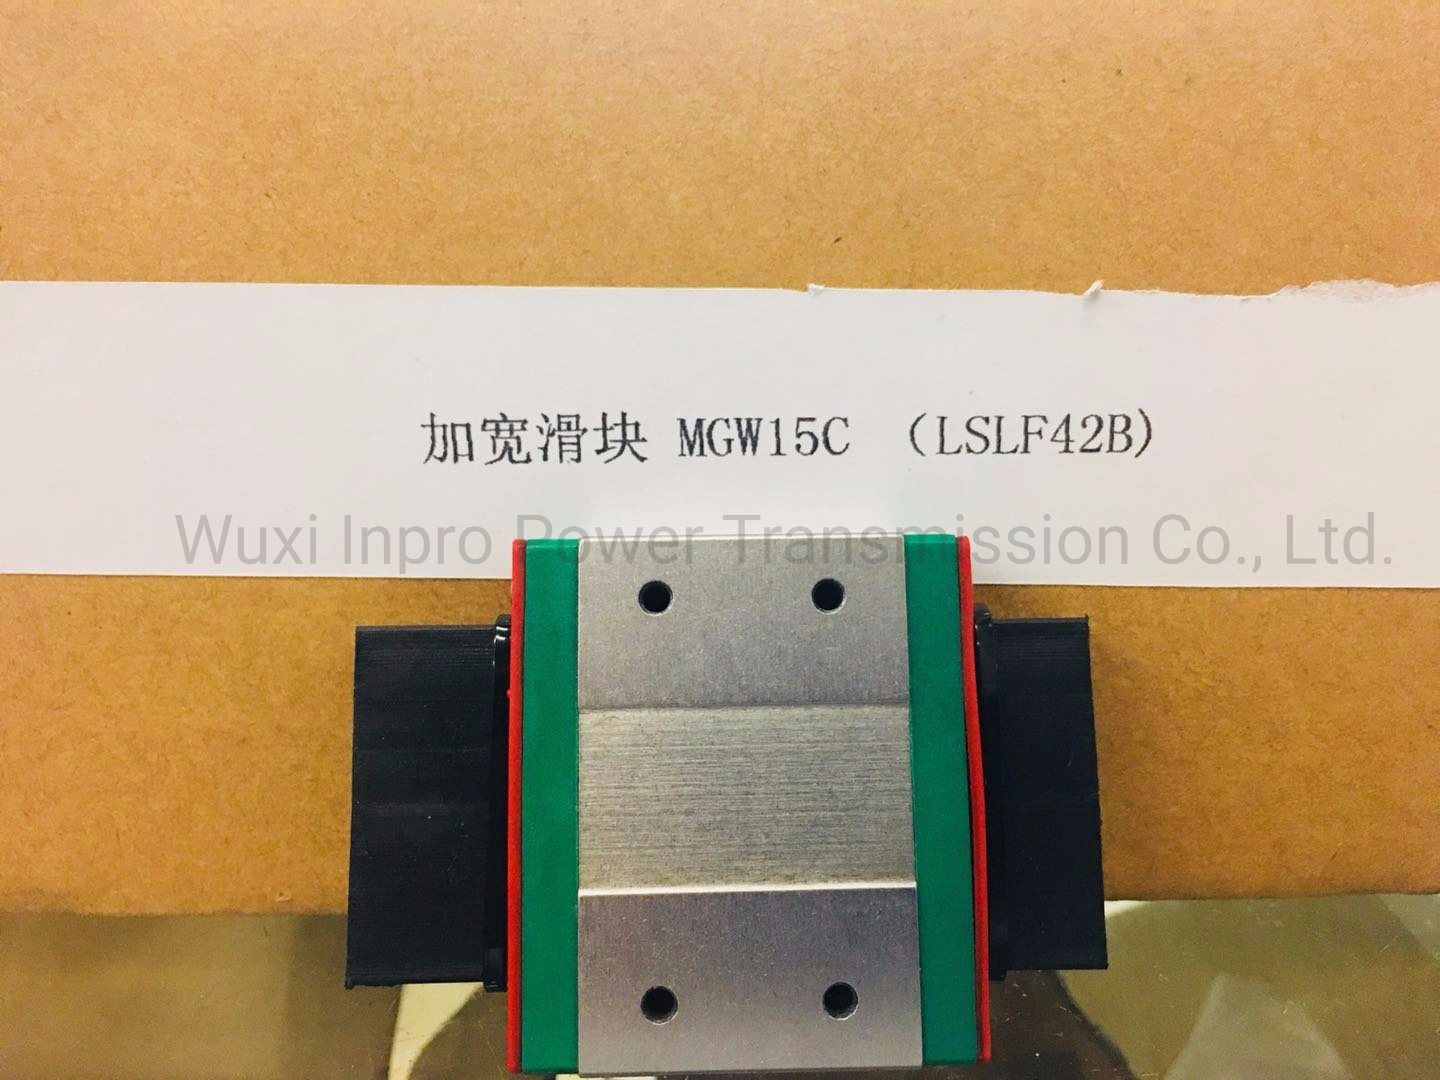 加宽滑块 MGW15C （LSLF42B）
Wuxi Inpro Power Transmission Co., Ltd.